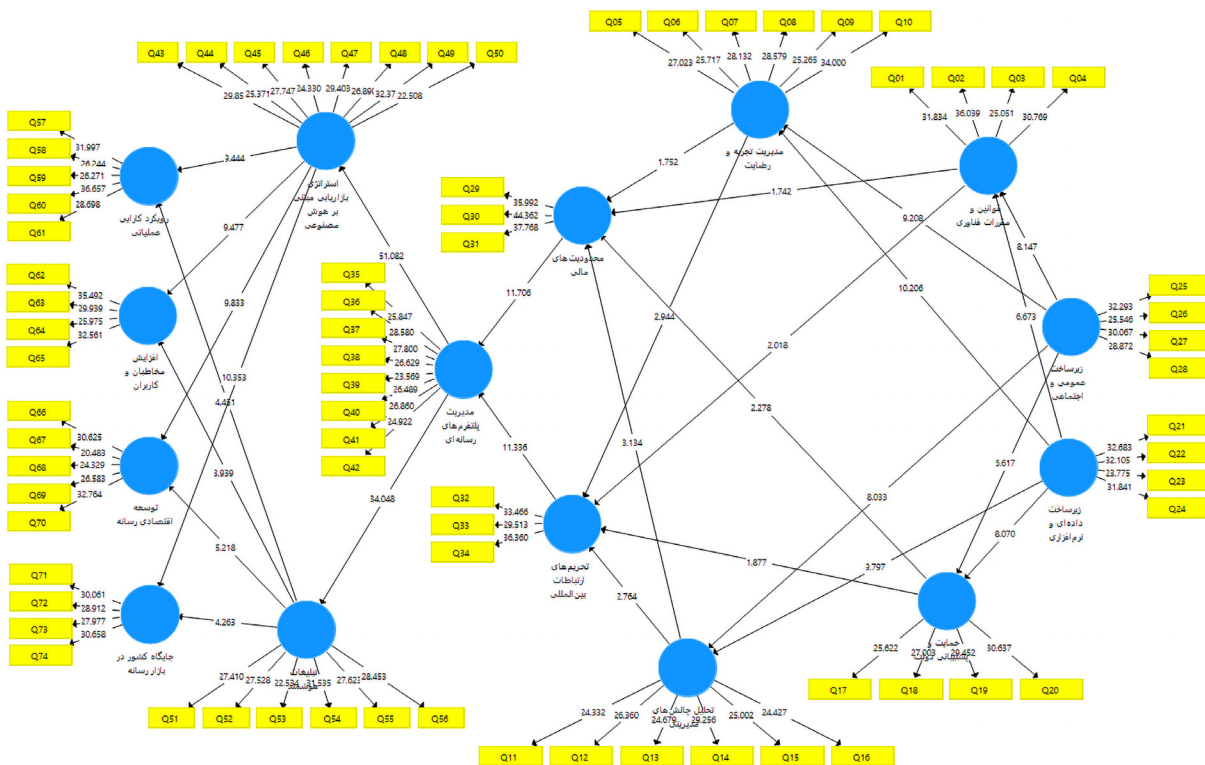 Q43
Q44
Q45
Q46
Q47
Q48
Q49
Q50
29.85
25.371
27.747
24.330
29.403
26.890
32.37
22.508
استراتژی
بازاریابی مبتنی
بر هوش
مصنوعی
Q05
Q06
Q07
Q08
Q09
Q10
27.023
25.717
28.132
28.579
25.265
34.000
مدیریت تجربه و
رضایت
Q01
Q02
Q03
Q04
31.834
36.039
25.051
30.769
قوانین و
مقررات فناوری
Q57
Q58
Q59
Q60
Q61
31.997
26.244
26.271
36.657
28.698
رویکرد کارایی
عملیاتی
9.444
9.477
9.833
10.353
4.451
3.939
5.218
4.263
Q62
Q63
Q64
Q65
35.492
29.939
25.975
32.561
افزایش
مخاطبان و
کاربران
Q66
Q67
Q68
Q69
Q70
30.625
20.483
24.329
26.583
32.764
توسعه
اقتصادی رسانه
Q71
Q72
Q73
Q74
30.061
28.912
27.977
30.658
جایگاه کشور در
بازار رسانه
Q51
Q52
Q53
Q54
Q55
Q56
27.410
27.528
22.534
31.535
27.623
28.453
تبلیغات
هوشمند
51.082
34.048
Q35
Q36
Q37
Q38
Q39
Q40
Q41
Q42
25.847
28.580
27.800
26.629
23.569
26.489
26.860
24.922
مدیریت
پلتفرم‌های
رسانه‌ای
11.706
11.336
Q29
Q30
Q31
35.992
44.362
37.768
محدودیت‌های
مالی
Q32
Q33
Q34
33.466
29.513
36.360
تحریم‌های
ارتباطات
بین‌المللی
1.752
1.742
2.944
2.018
2.278
3.134
1.877
2.764
9.208
8.147
10.206
6.673
5.617
8.033
8.070
9.797
Q25
Q26
Q27
Q28
32.293
25.546
30.067
28.872
زیرساخت
عمومی و
اجتماعی
Q21
Q22
Q23
Q24
32.683
32.105
23.775
31.841
زیرساخت
داده‌ای و
نرم‌افزاری
Q17
Q18
Q19
Q20
25.622
27.003
29.452
30.637
حمایت و
پشتیبانی دولت
Q11
Q12
Q13
Q14
Q15
Q16
24.332
26.360
24.679
29.256
25.002
24.427
تحلیل چالش‌های
مدیریتی